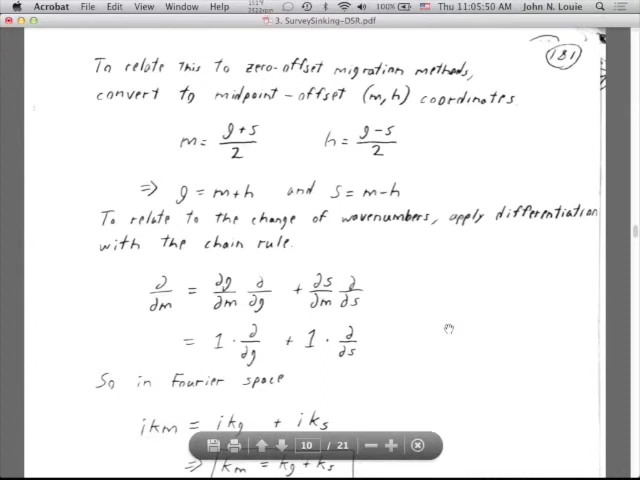 Acrobat File Edit View Window Help
151°F
2522rpm
100%
Thu 11:05:50 AM John N. Louie
3. SurveySinking-DSR.pdf
181
To relate this to zero-offset migration methods,
convert to midpoint-offset (m, h) coordinates.
m = g+s / 2 h = g-s / 2
⇒ g = m+h and s = m-h
To relate to the change of wavenumbers, apply differentiation
with the chain rule.
∂/∂m = ∂g/∂m ∂/∂g + ∂s/∂m ∂/∂s
= 1 · ∂/∂g + 1 · ∂/∂s
So in Fourier space
ikm = ikg + iks
10 / 21
⇒ km = kg + ks